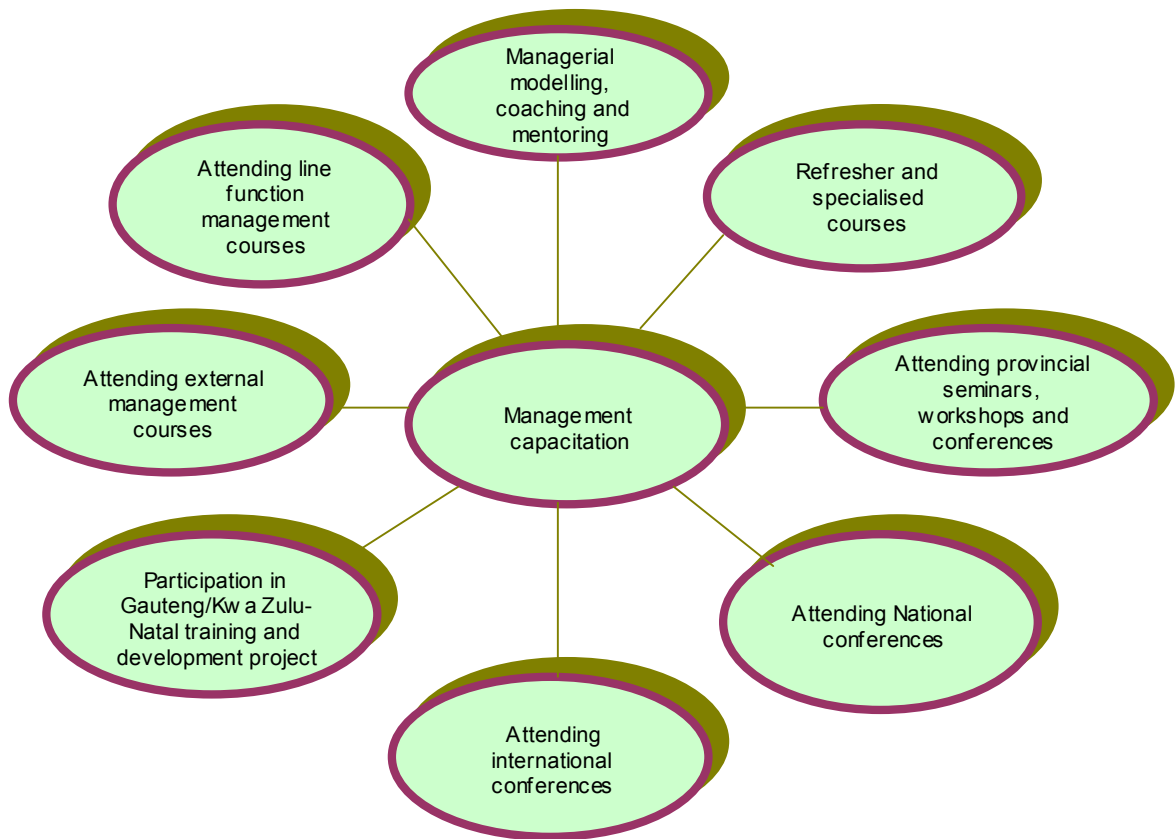 Managerial
modelling,
coaching and
mentoring
Refresher and
specialised
courses
Attending provincial
seminars,
workshops and
conferences
Attending National
conferences
Attending
international
conferences
Participation in
Gauteng/Kwa Zulu-
Natal training and
development project
Attending external
management
courses
Attending line
function
management
courses
Management
capacitation